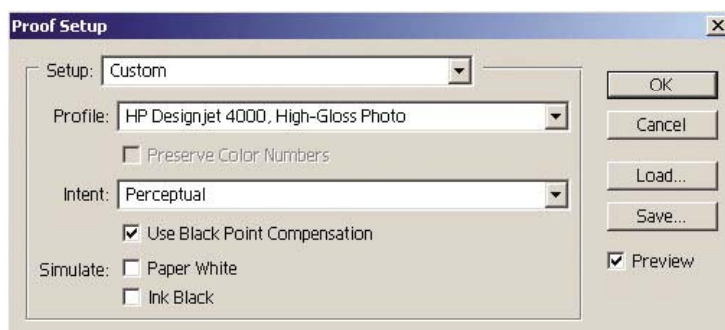 Proof Setup
Setup: Custom
Profile: HP Designjet 4000, High-Gloss Photo
Preserve Color Numbers
Intent: Perceptual
Use Black Point Compensation
Simulate: Paper White
Ink Black
OK
Cancel
Load...
Save...
Preview